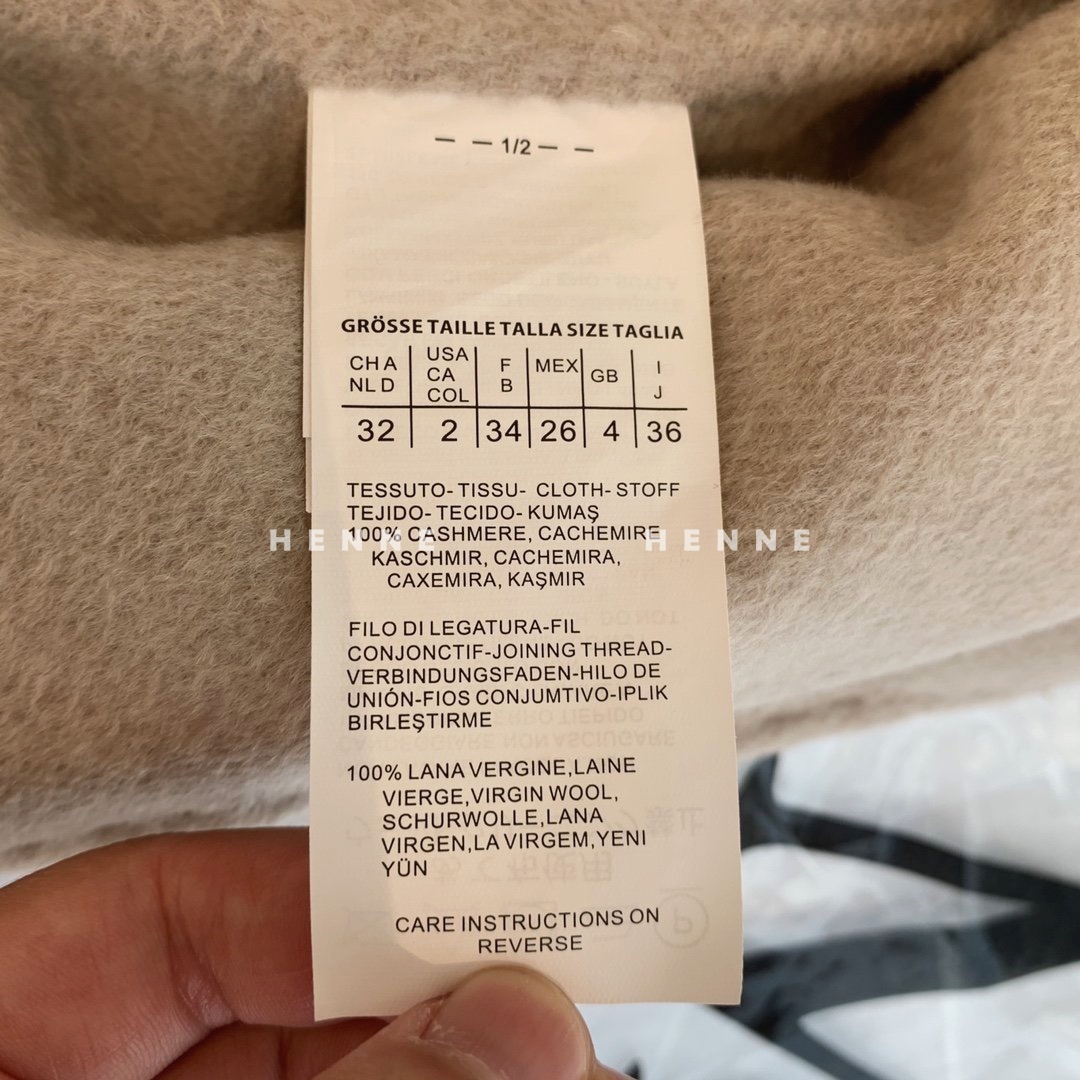 1/2
GRÖSSE TAILLE TALLA SIZE TAGLIA
CH A NL D
USA CA COL
F B
MEX
GB
I J
32 2 34 26 4 36
TESSUTO- TISSU- CLOTH- STOFF
TEJIDO- TECIDO- KUMAŞ
100% CASHMERE, CACHEMIRE
KASCHMIR, CACHEMIRA,
CAXEMIRA, KAŞMIR
HENNE HENNE
FILO DI LEGATURA-FIL
CONJONCTIF-JOINING THREAD-
VERBINDUNGSFADEN-HILO DE
UNIÓN-FIOS CONJUMTIVO-IPLIK
BIRLEŞTIRME
100% LANA VERGINE,LAINE
VIERGE,VIRGIN WOOL,
SCHURWOLLE,LANA
VIRGEN,LA VIRGEM,YENI
YÜN
CARE INSTRUCTIONS ON
REVERSE